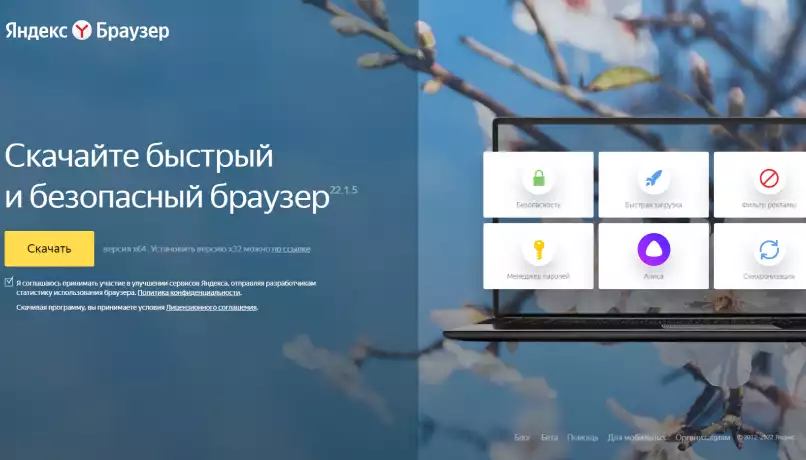 Яндекс Браузер
Скачайте быстрый
и безопасный браузер 22.1.5
Скачать
версия x64. Установить версию x32 можно по ссылке
Я соглашаюсь принимать участие в улучшении сервисов Яндекса, отправляя разработчикам
статистику использования браузера. Политика конфиденциальности.
Скачивая программу, вы принимаете условия Лицензионного соглашения.
Безопасность
Быстрая загрузка
Фильтр рекламы
Менеджер паролей
Алиса
Синхронизация
Блог Бета Помощь Для мобильных Организациям © 2012–2022 Яндекс